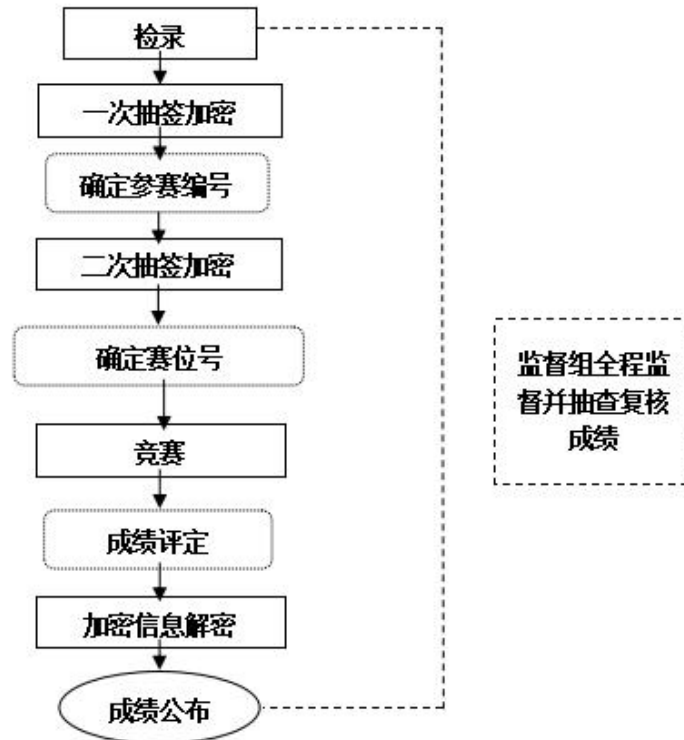 检录
一次抽签加密
确定参赛编号
二次抽签加密
确定赛位号
竞赛
成绩评定
加密信息解密
成绩公布
监督组全程监
督并抽查复核
成绩